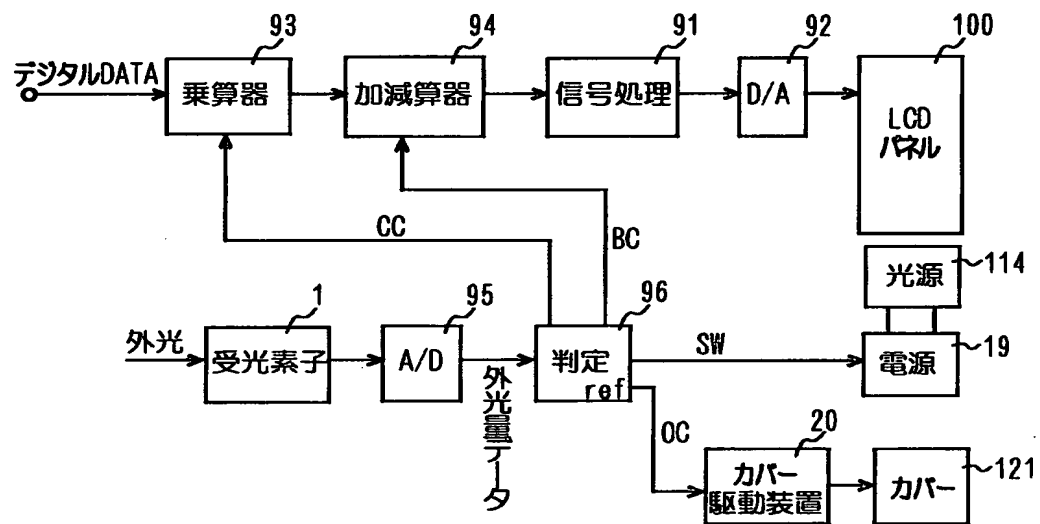 93
94
91
92
100
デジタルDATA
乗算器
加減算器
信号処理
D/A
LCD
パネル
CC
BC
光源
114
1
95
96
外光
受光素子
A/D
外光量データ
判定
ref
SW
電源
19
OC
20
カバー
駆動装置
カバー
121